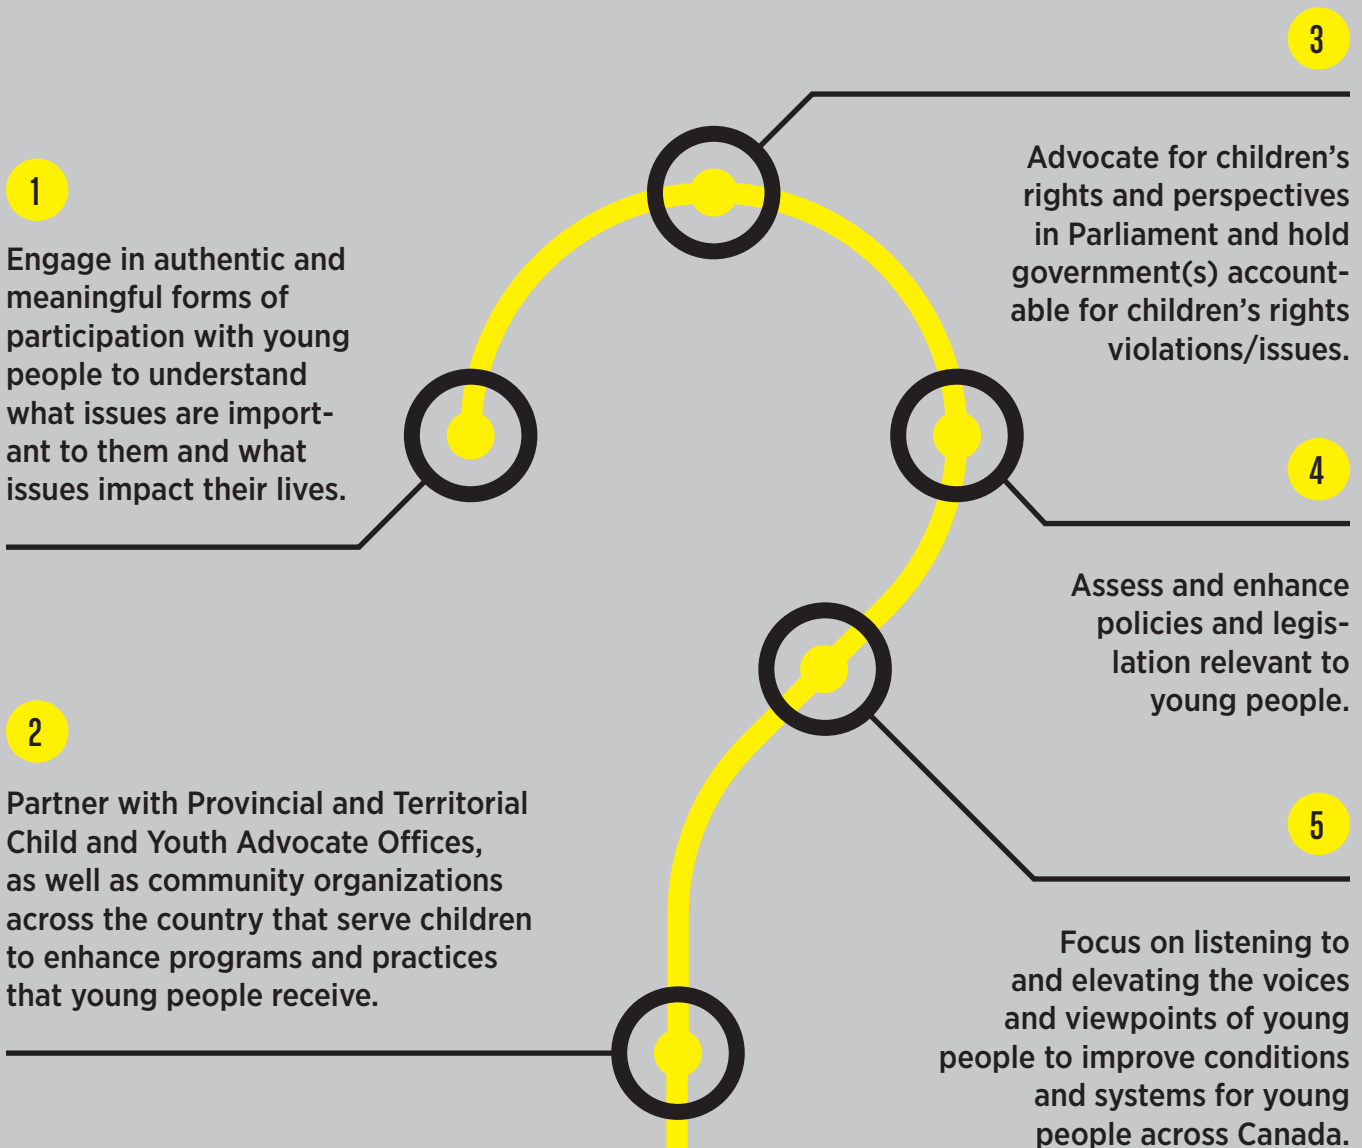 1
Engage in authentic and
meaningful forms of
participation with young
people to understand
what issues are import-
ant to them and what
issues impact their lives.
2
Partner with Provincial and Territorial
Child and Youth Advocate Offices,
as well as community organizations
across the country that serve children
to enhance programs and practices
that young people receive.
3
Advocate for children’s
rights and perspectives
in Parliament and hold
government(s) account-
able for children’s rights
violations/issues.
4
Assess and enhance
policies and legis-
lation relevant to
young people.
5
Focus on listening to
and elevating the voices
and viewpoints of young
people to improve conditions
and systems for young
people across Canada.